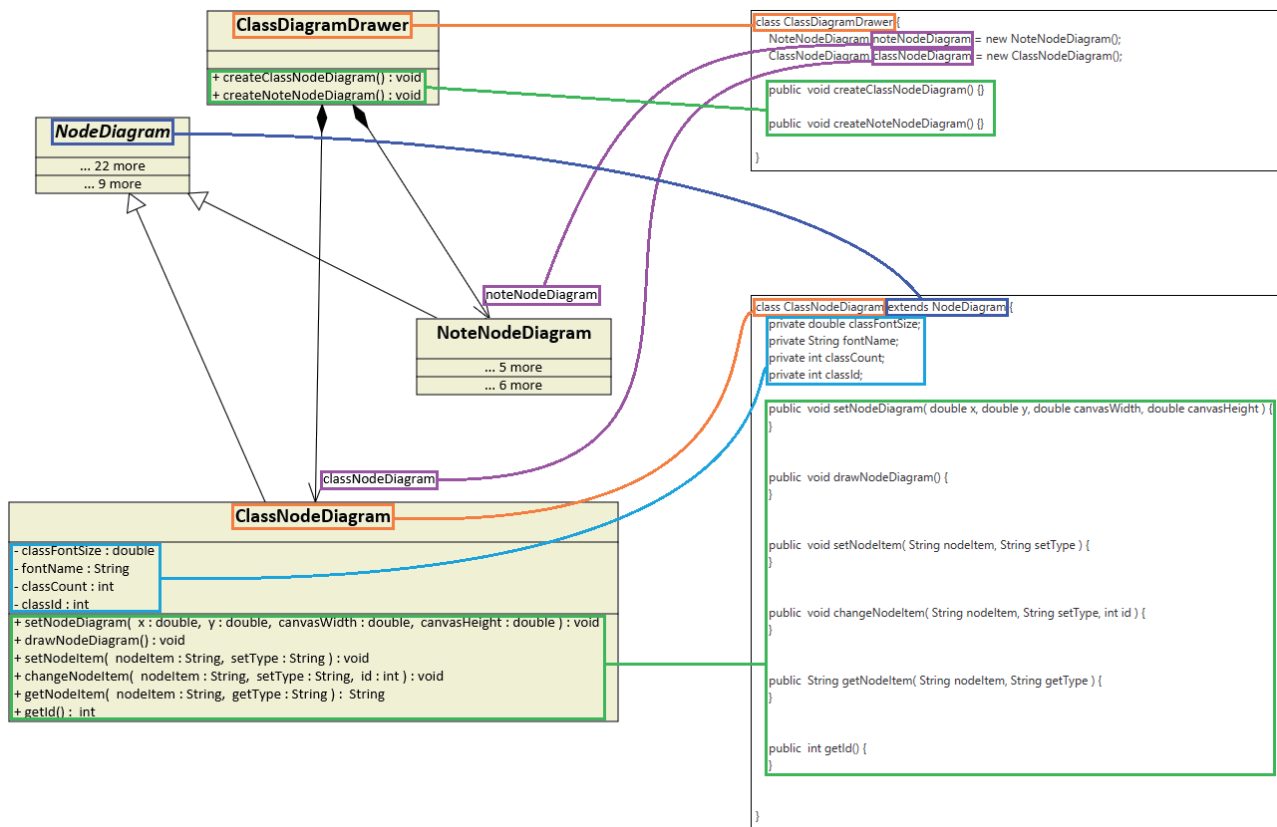 ClassDiagramDrawer
+ createClassNodeDiagram() : void
+ createNoteNodeDiagram() : void
NodeDiagram
... 22 more
... 9 more
noteNodeDiagram
NoteNodeDiagram
... 5 more
... 6 more
classNodeDiagram
ClassNodeDiagram
- classFontSize : double
- fontName : String
- classCount : int
- classId : int
+ setNodeDiagram(  x : double,  y : double,  canvasWidth : double,  canvasHeight : double ) : void
+ drawNodeDiagram() : void
+ setNodeItem(  nodeItem : String,  setType : String ) : void
+ changeNodeItem(  nodeItem : String,  setType : String,  id : int ) : void
+ getNodeItem(  nodeItem : String,  getType : String ) :  String
+ getId() :  int
class ClassDiagramDrawer {
NoteNodeDiagram noteNodeDiagram = new NoteNodeDiagram();
ClassNodeDiagram classNodeDiagram = new ClassNodeDiagram();
public  void createClassNodeDiagram() {}
public  void createNoteNodeDiagram() {}
}
class ClassNodeDiagram extends NodeDiagram {
private double classFontSize;
private String fontName;
private int classCount;
private int classId;
public  void setNodeDiagram( double x, double y, double canvasWidth, double canvasHeight ) {
}
public  void drawNodeDiagram() {
}
public  void setNodeItem( String nodeItem, String setType ) {
}
public  void changeNodeItem( String nodeItem, String setType, int id ) {
}
public  String getNodeItem( String nodeItem, String getType ) {
}
public  int getId() {
}
}